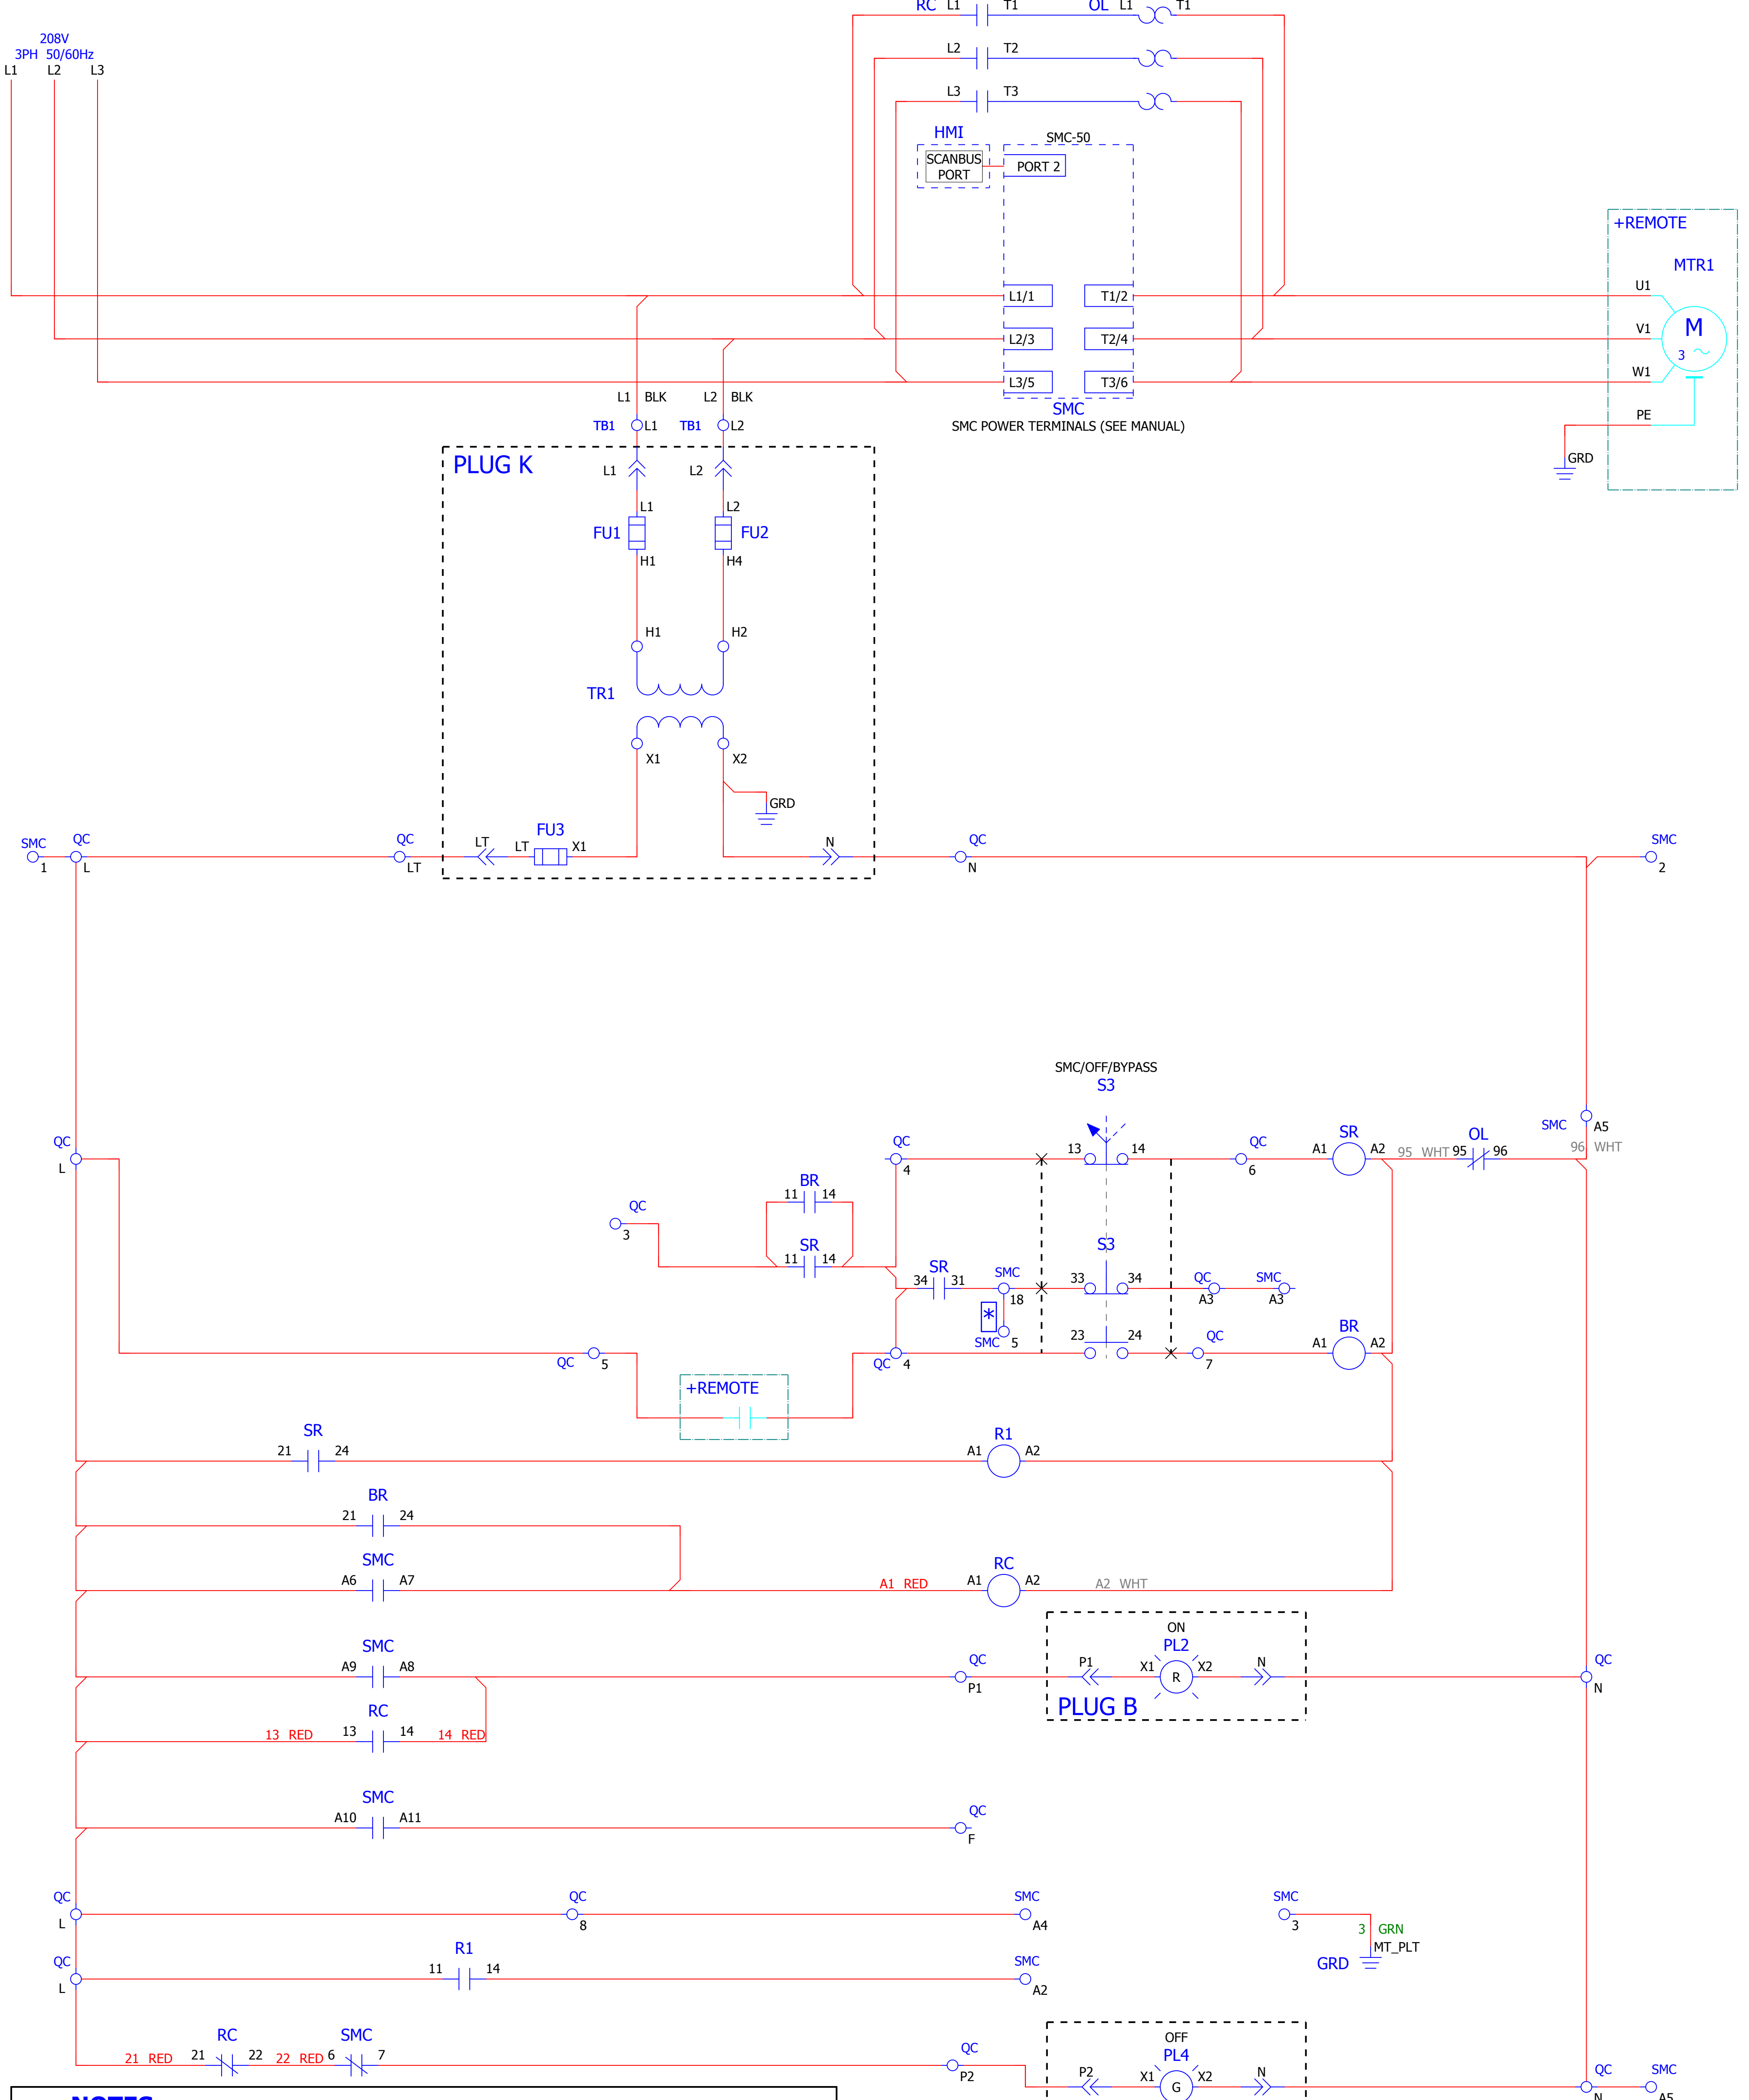 RC L1 T1 OL L1 T1
208V
3PH 50/60Hz
L1 L2 L3
L2 T2
L3 T3
HMI
SMC-50
SCANBUS
PORT
PORT 2
+REMOTE
MTR1
U1
L1/1 T1/2
M
3
V1
L2/3 T2/4
W1
L3/5 T3/6
L1 BLK L2 BLK
SMC
PE
TB1 L1 TB1 L2
SMC POWER TERMINALS (SEE MANUAL)
GRD
PLUG K
L1 L2
L1 L2
FU1 FU2
H1 H4
H1 H2
TR1
X1 X2
GRD
SMC QC QC LT LT FU3 X1 N QC SMC
1 L LT N 2
SMC/OFF/BYPASS
S3
SMC A5
QC QC 13 14 QC SR OL
L 4 6 A1 A2 95 WHT 95 96 96 WHT
BR
11 14
QC
3
SR
11 14
S3
SR
34 31 SMC 33 34 QC SMC
18 A3 A3
*
SMC 5
23 24 QC BR
QC 5 QC 4 7 A1 A2
+REMOTE
SR R1
21 24 A1 A2
BR
21 24
SMC RC
A6 A7 A1 RED A1 A2 A2 WHT
ON
SMC PL2
A9 A8 QC P1 X1 R X2 N QC
P1 N
PLUG B
RC
13 RED 13 14 14 RED
SMC
A10 A11 QC
F
QC QC SMC SMC
L 8 A4 3
3 GRN
MT_PLT
GRD
QC R1 SMC
L 11 14 A2
OFF
RC SMC PL4
21 RED 21 22 22 RED 6 7 QC P2 X1 G X2 N QC SMC
P2 N A5
NOTES